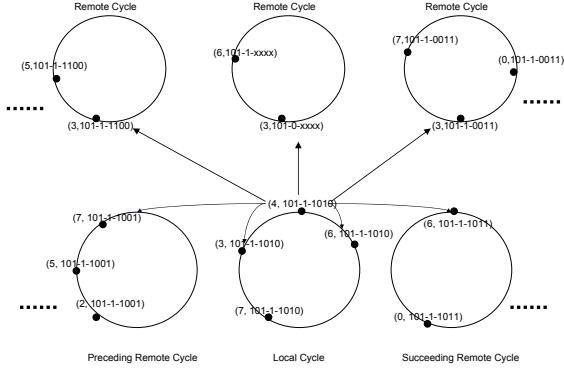 Remote Cycle
Remote Cycle
Remote Cycle
(5,101-1-1100)
(6,101-1-xxxx)
(7,101-1-0011)
(0,101-1-0011)
(3,101-1-1100)
(3,101-0-xxxx)
(3,101-1-0011)
(4, 101-1-1010)
(7, 101-1-1001)
(6, 101-1-1011)
(3, 101-1-1010)
(6, 101-1-1010)
(5, 101-1-1001)
(2, 101-1-1001)
(7, 101-1-1010)
(0, 101-1-1011)
Preceding Remote Cycle
Local Cycle
Succeeding Remote Cycle